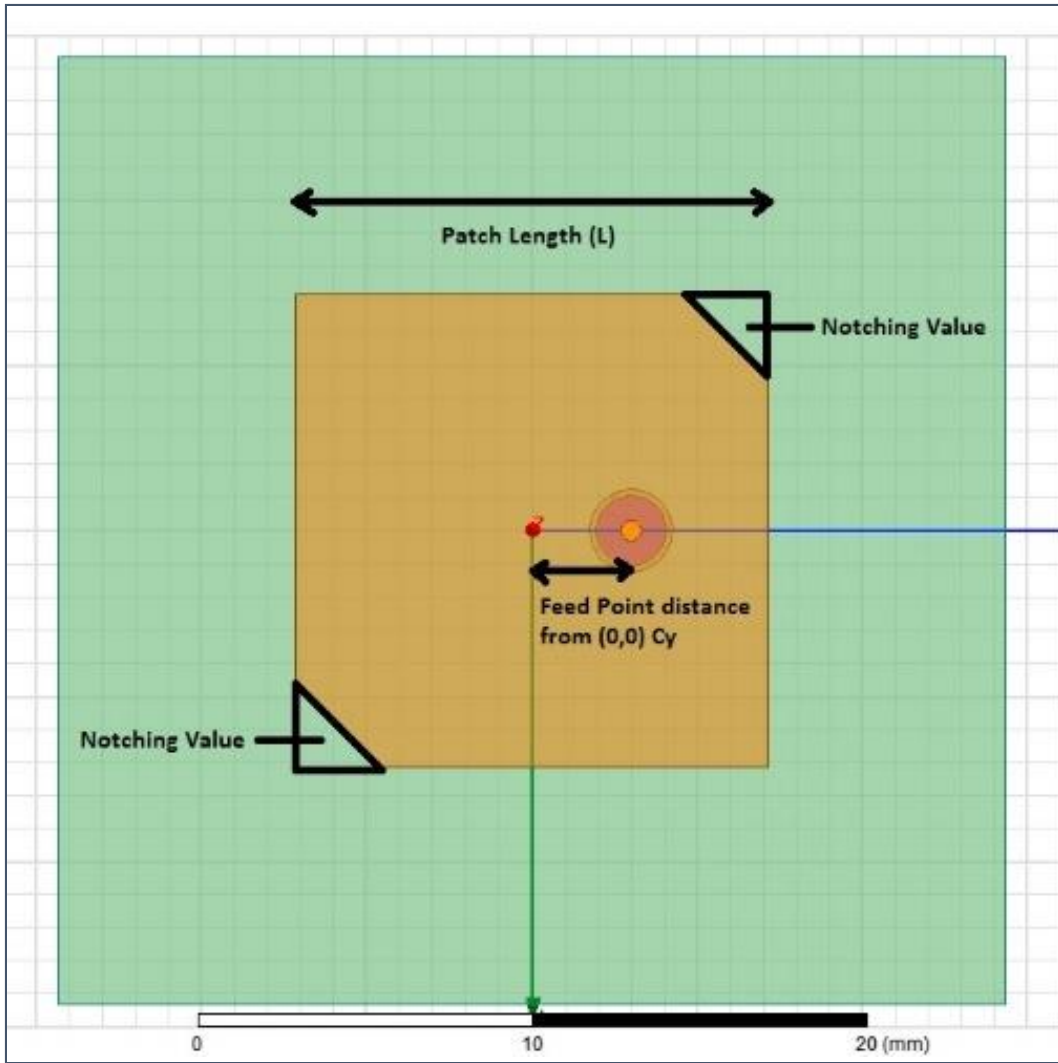 Patch Length (L)
Notching Value
Feed Point distance
from (0,0) Cy
Notching Value
0
10
20 (mm)